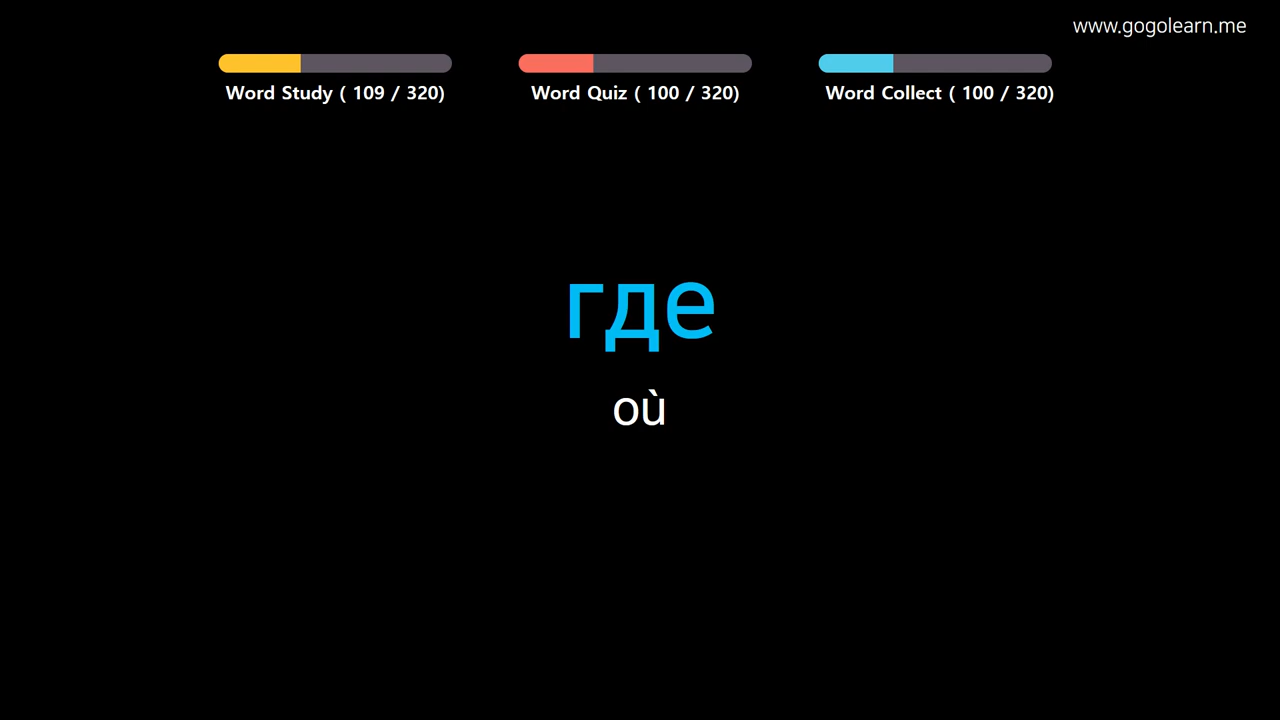 www.gogolearn.me
Word Study ( 109 / 320)
Word Quiz ( 100 / 320)
Word Collect ( 100 / 320)
где
où